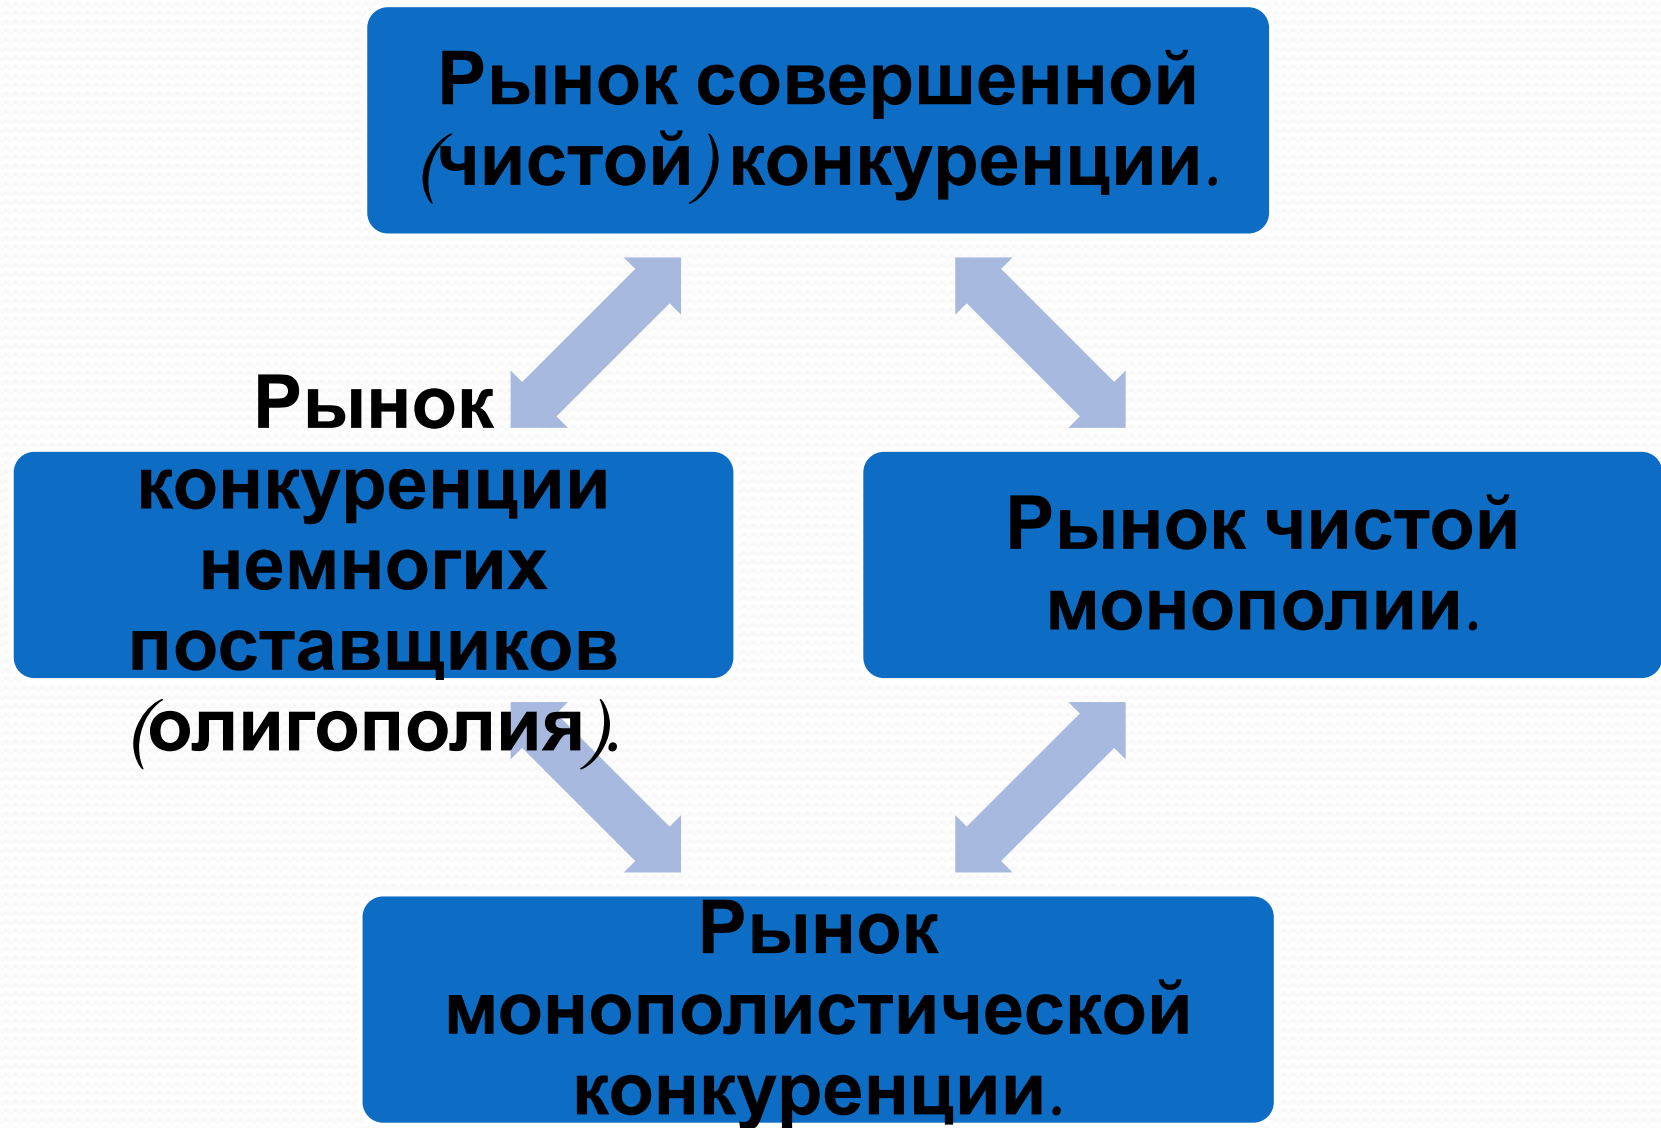 Рынок совершенной
(чистой) конкуренции.
Рынок
конкуренции
немногих
поставщиков
(олигополия).
Рынок чистой
монополии.
Рынок
монополистической
конкуренции.